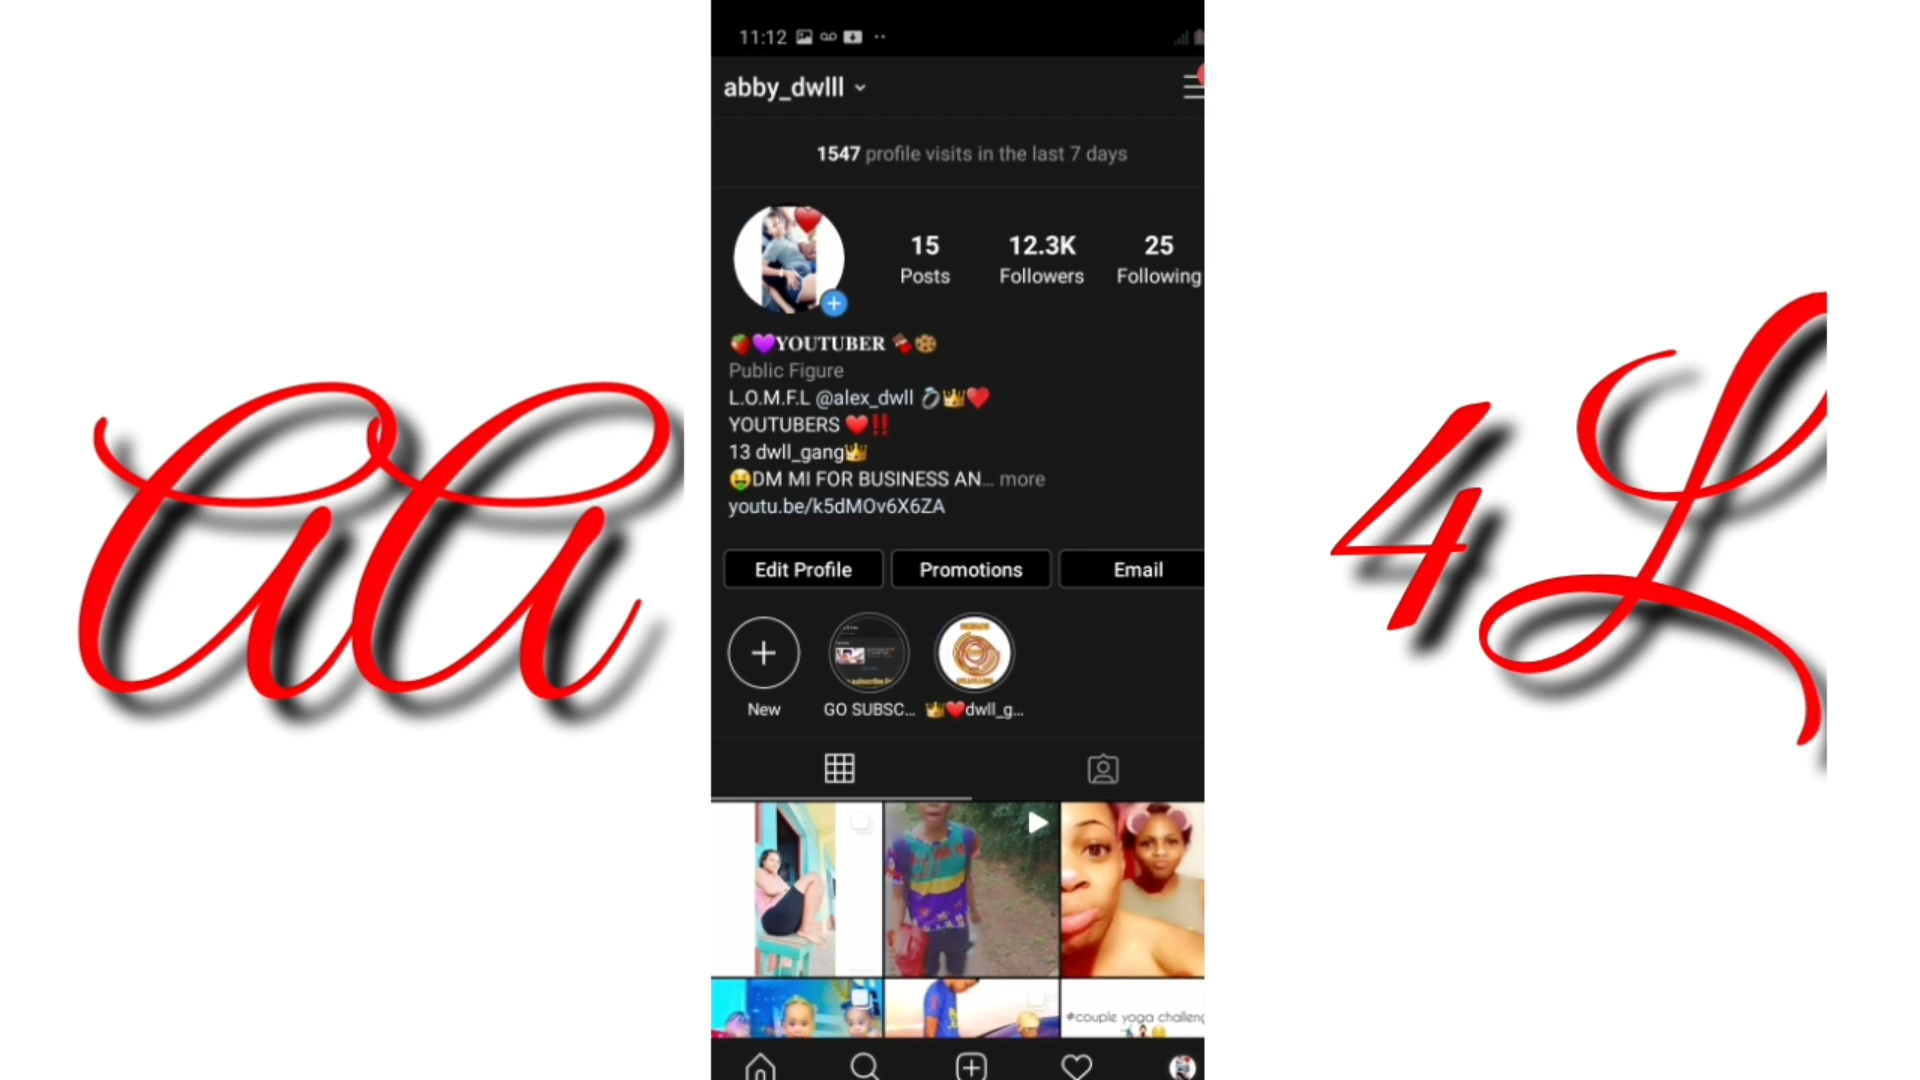 11:12
abby_dwlll
1547 profile visits in the last 7 days
15 12.3K 25
Posts Followers Following
🍓💜YOUTUBER 🍫🍪
Public Figure
L.O.M.F.L @alex_dwll 💍👑❤️
YOUTUBERS ❤️‼️
13 dwll_gang👑
🤑DM MI FOR BUSINESS AN... more
youtu.be/k5dMOv6X6ZA
Edit Profile Promotions Email
New GO SUBSC... 👑❤️dwll_g...
#couple yoga challeng
AA 4L